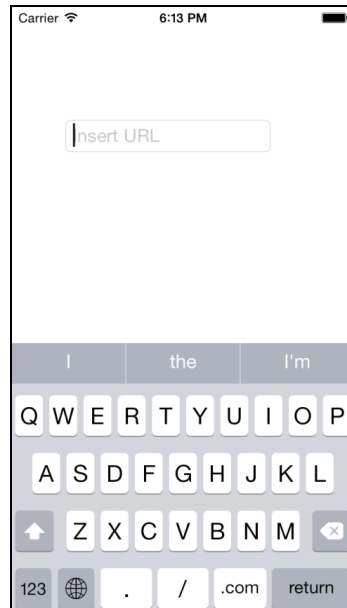 Carrier 6:13 PM
Insert URL
I the I'm
Q W E R T Y U I O P
A S D F G H J K L
Z X C V B N M
123 . / .com return